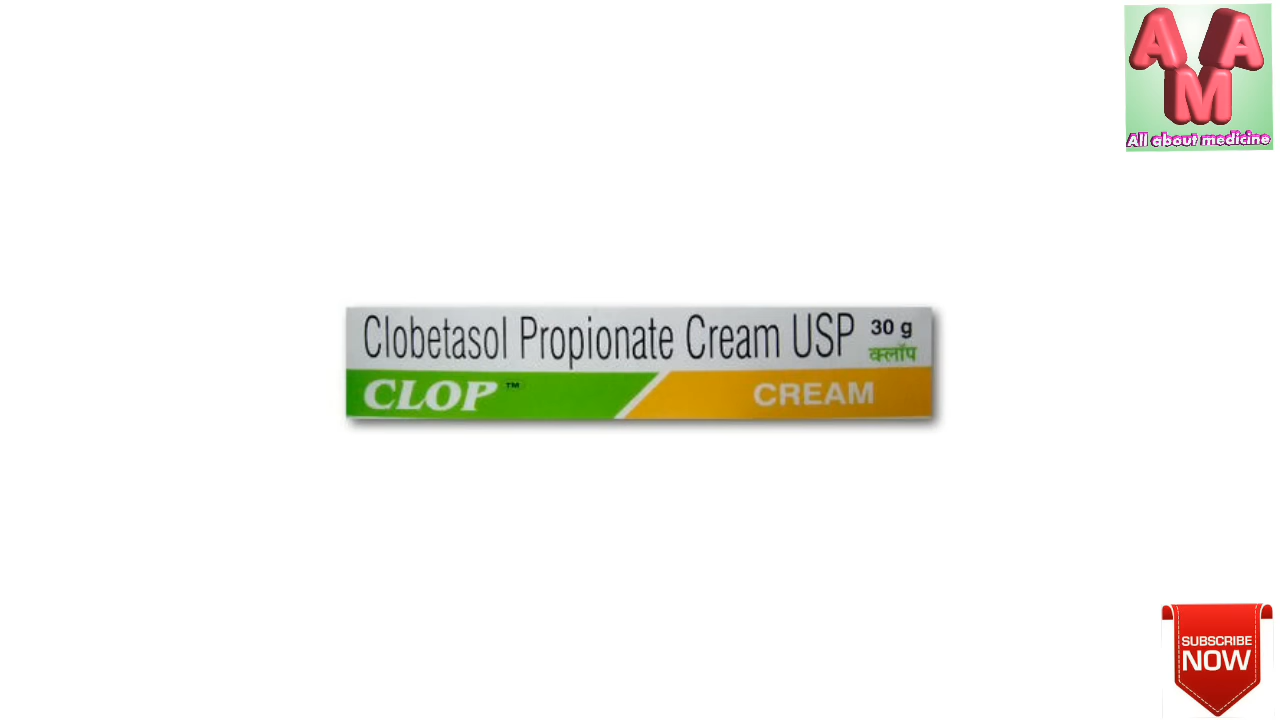 A A
M
All about medicine
Clobetasol Propionate Cream USP 30 g
क्लॉप
CLOP™ CREAM
SUBSCRIBE
NOW